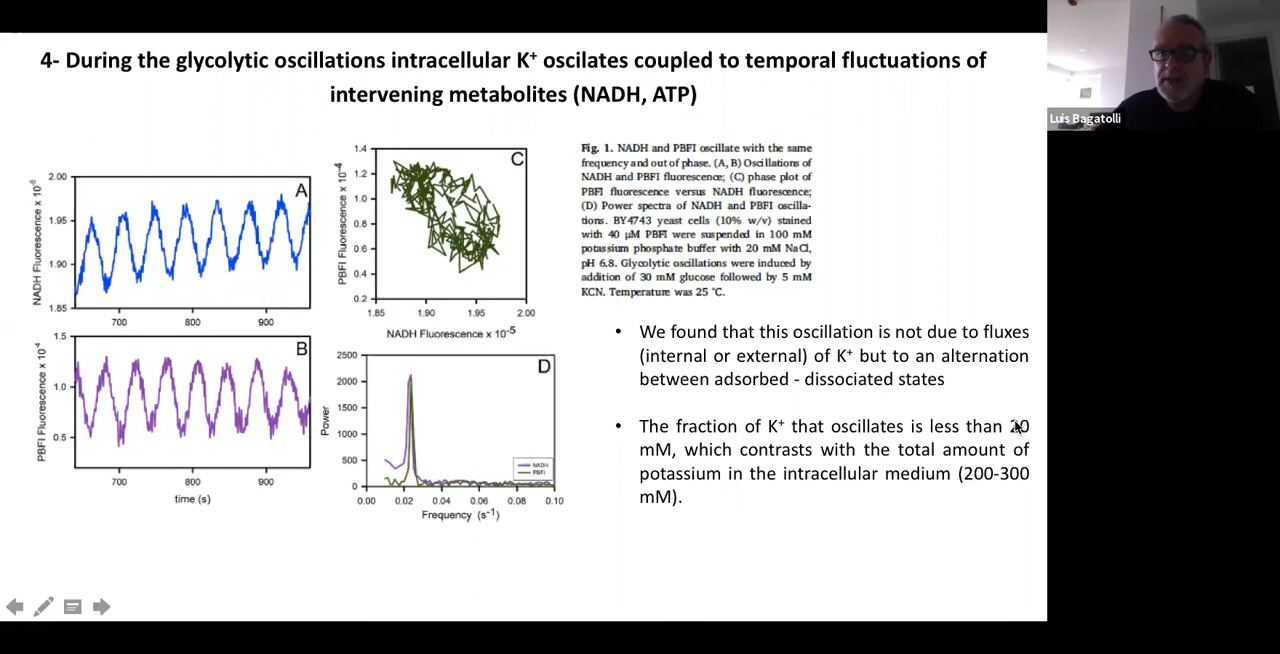 4- During the glycolytic oscillations intracellular K⁺ oscilates coupled to temporal fluctuations of
intervening metabolites (NADH, ATP)
Luis Bagatolli
A
NADH Fluorescence x 10⁻⁵
2.00
1.95
1.90
1.85
700
800
900
B
PBFI Fluorescence x 10⁻⁴
1.5
1.0
0.5
700
800
900
time (s)
C
PBFI Fluorescence x 10⁻⁴
1.4
1.2
1.0
0.8
0.6
0.4
0.2
1.85
1.90
1.95
2.00
NADH Fluorescence x 10⁻⁵
D
Power
2500
2000
1500
1000
500
0
NADH
PBFI
0.00
0.02
0.04
0.06
0.08
0.10
Frequency (s⁻¹)
Fig. 1. NADH and PBFI oscillate with the same
frequency and out of phase. (A, B) Oscillations of
NADH and PBFI fluorescence; (C) phase plot of
PBFI fluorescence versus NADH fluorescence;
(D) Power spectra of NADH and PBFI oscilla-
tions. BY4743 yeast cells (10% w/v) stained
with 40 μM PBFI were suspended in 100 mM
potassium phosphate buffer with 20 mM NaCl,
pH 6.8. Glycolytic oscillations were induced by
addition of 30 mM glucose followed by 5 mM
KCN. Temperature was 25 °C.
• We found that this oscillation is not due to fluxes
(internal or external) of K⁺ but to an alternation
between adsorbed - dissociated states
• The fraction of K⁺ that oscillates is less than 20
mM, which contrasts with the total amount of
potassium in the intracellular medium (200-300
mM).